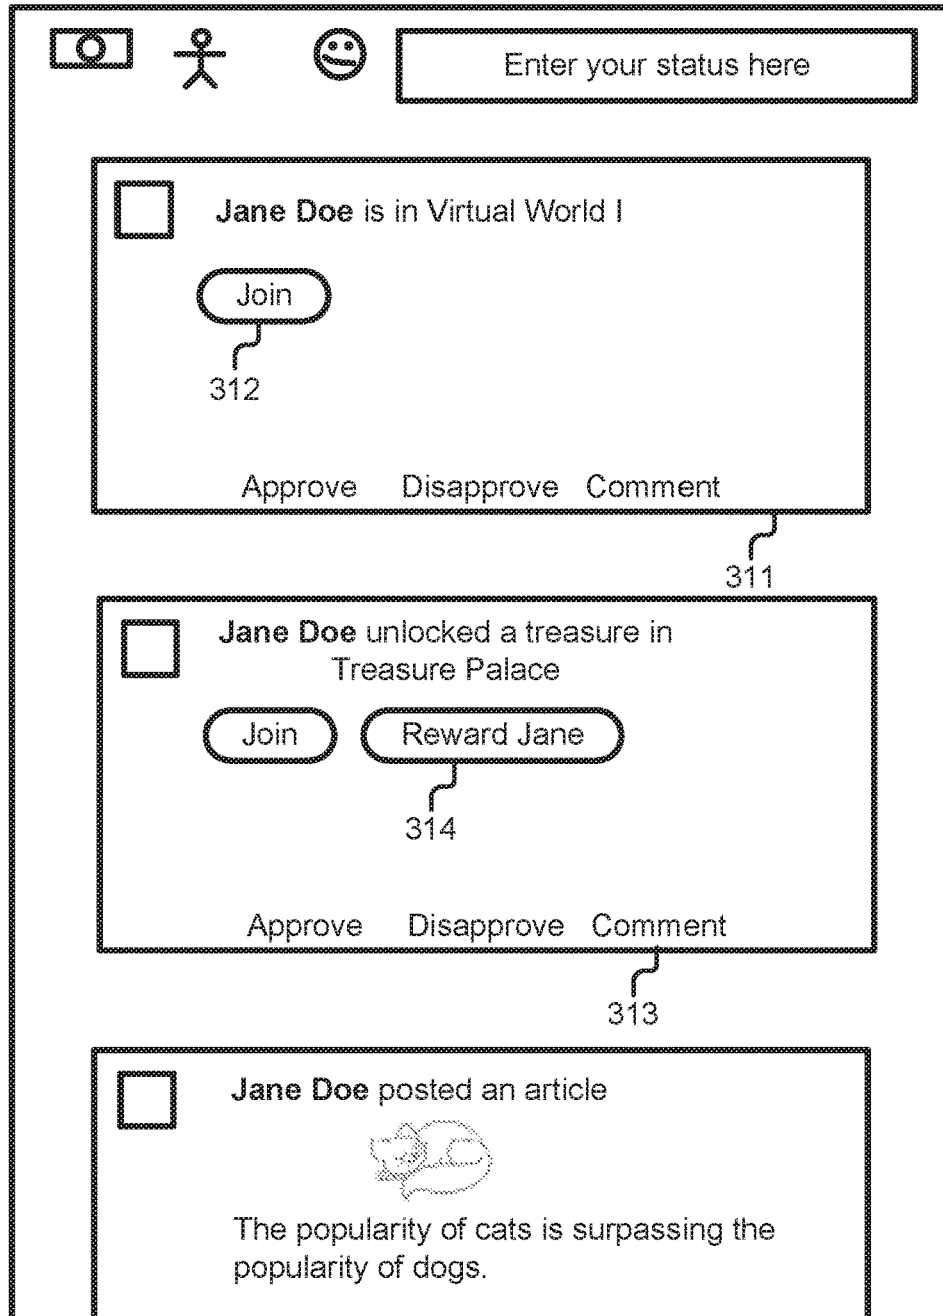 Enter your status here
Jane Doe is in Virtual World I
Join
312
Approve Disapprove Comment
311
Jane Doe unlocked a treasure in
Treasure Palace
Join Reward Jane
314
Approve Disapprove Comment
313
Jane Doe posted an article
The popularity of cats is surpassing the
popularity of dogs.